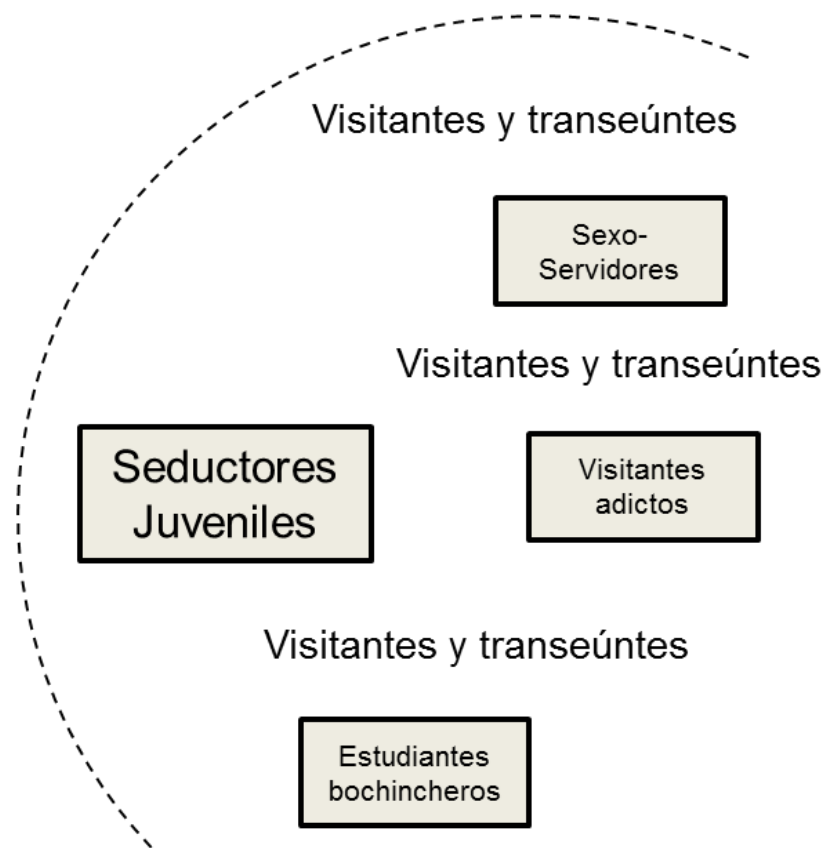 Visitantes y transeúntes
Sexo-
Servidores
Visitantes y transeúntes
Seductores
Juveniles
Visitantes
adictos
Visitantes y transeúntes
Estudiantes
bochincheros